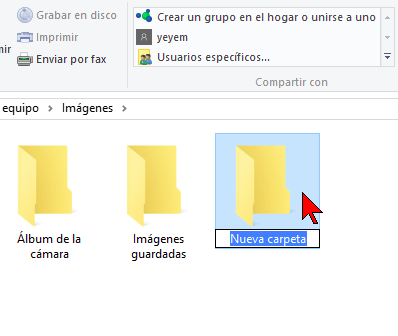 Grabar en disco
Imprimir
mir
Enviar por fax
Crear un grupo en el hogar o unirse a uno
yeyem
Usuarios específicos...
Compartir con
equipo > Imágenes >
Álbum de la
cámara
Imágenes
guardadas
Nueva carpeta